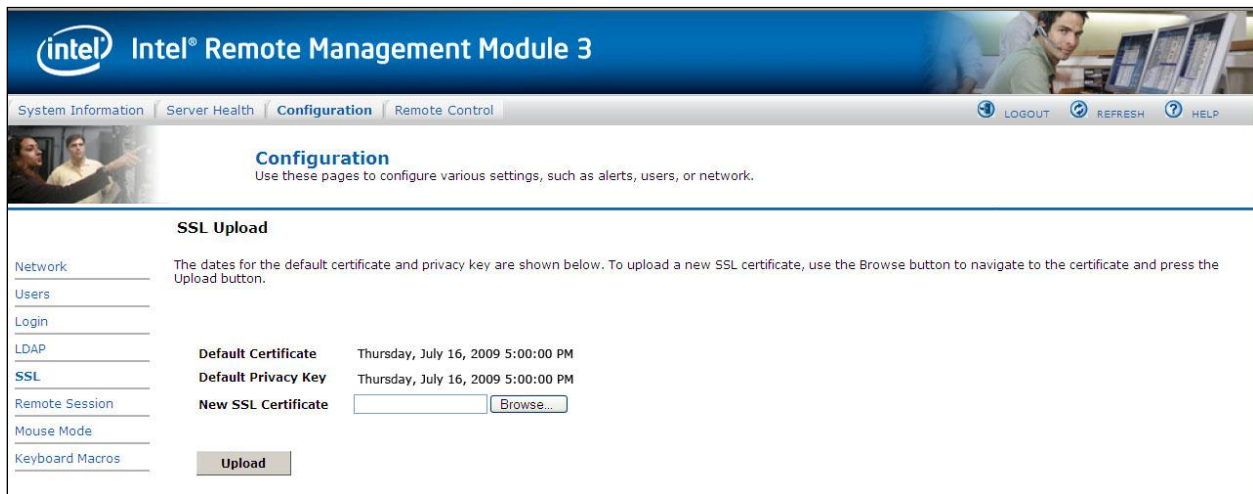 intel® Intel® Remote Management Module 3
System Information Server Health Configuration Remote Control LOGOUT REFRESH ? HELP
Configuration
Use these pages to configure various settings, such as alerts, users, or network.
SSL Upload
The dates for the default certificate and privacy key are shown below. To upload a new SSL certificate, use the Browse button to navigate to the certificate and press the
Upload button.
Network
Users
Login
LDAP
SSL
Remote Session
Mouse Mode
Keyboard Macros
Default Certificate Thursday, July 16, 2009 5:00:00 PM
Default Privacy Key Thursday, July 16, 2009 5:00:00 PM
New SSL Certificate Browse...
Upload